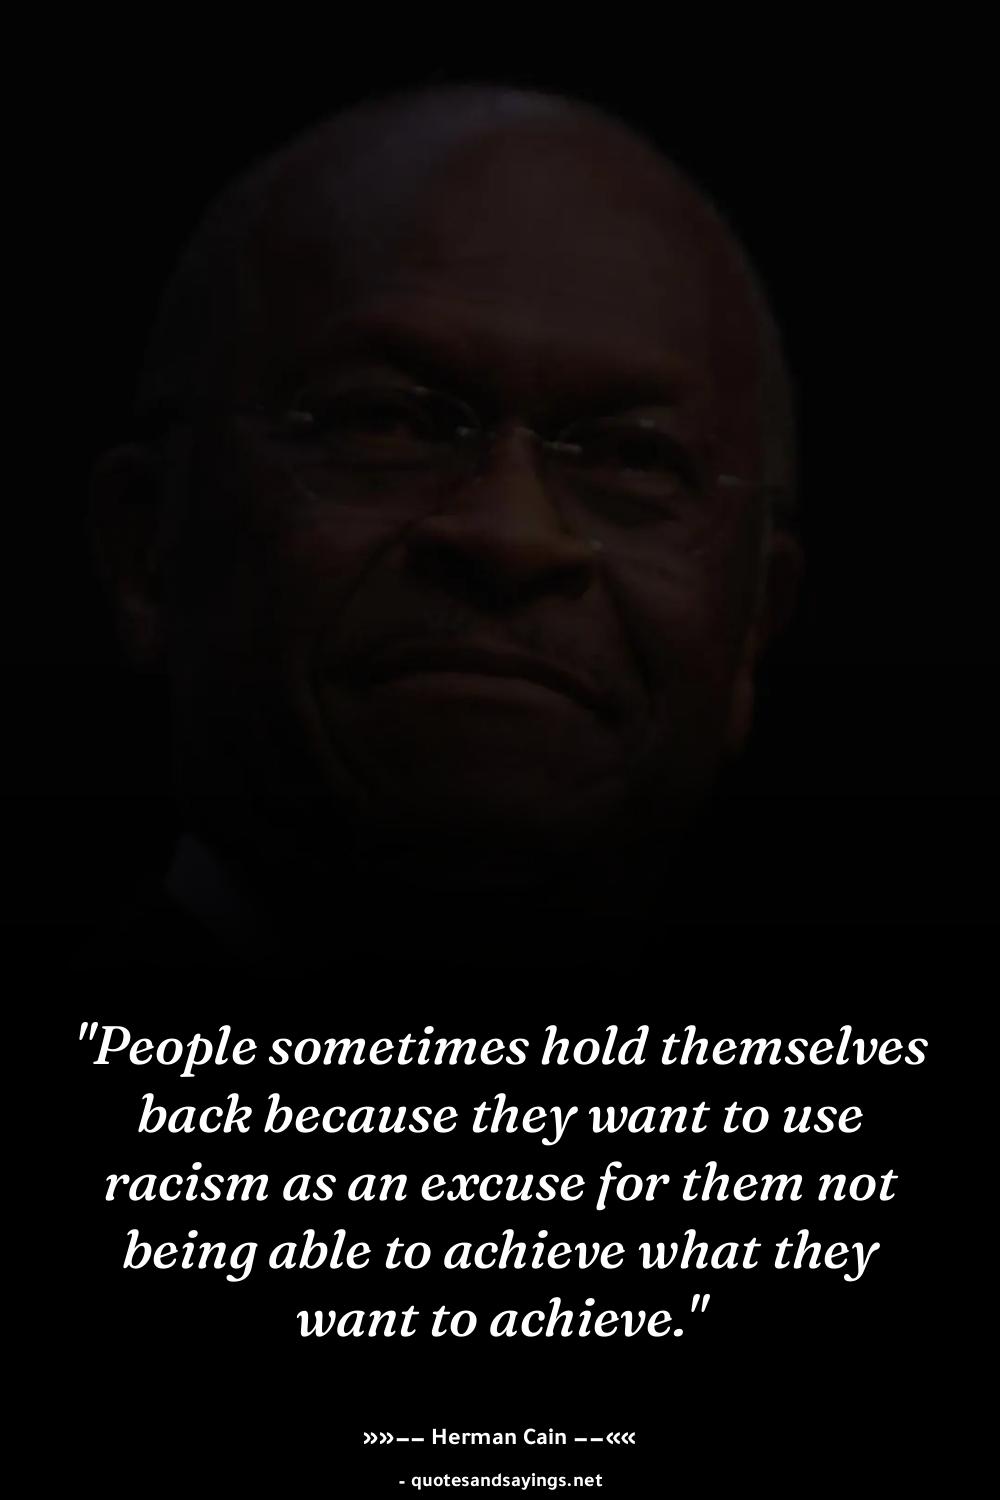 "People sometimes hold themselves
back because they want to use
racism as an excuse for them not
being able to achieve what they
want to achieve."
»»–– Herman Cain ––««
- quotesandsayings.net